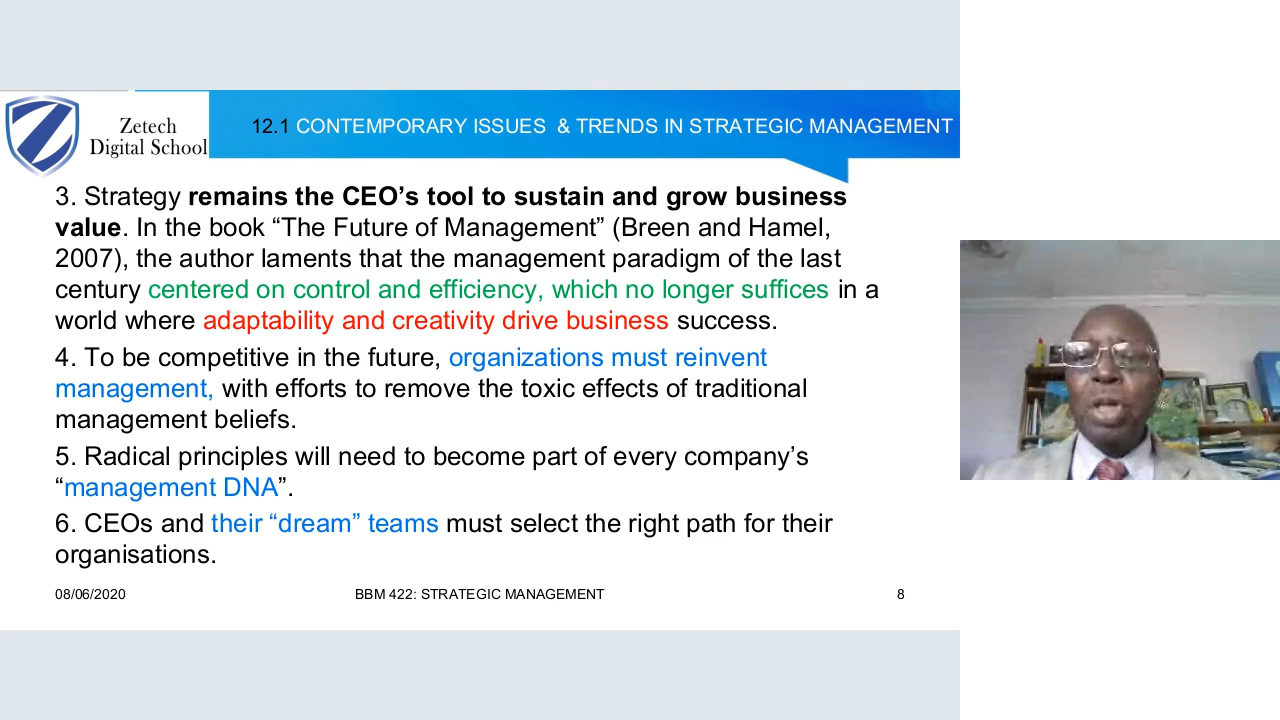 Zetech
Digital School
12.1 CONTEMPORARY ISSUES & TRENDS IN STRATEGIC MANAGEMENT
3. Strategy remains the CEO’s tool to sustain and grow business
value. In the book “The Future of Management” (Breen and Hamel,
2007), the author laments that the management paradigm of the last
century centered on control and efficiency, which no longer suffices in a
world where adaptability and creativity drive business success.
4. To be competitive in the future, organizations must reinvent
management, with efforts to remove the toxic effects of traditional
management beliefs.
5. Radical principles will need to become part of every company’s
“management DNA”.
6. CEOs and their “dream” teams must select the right path for their
organisations.
08/06/2020
BBM 422: STRATEGIC MANAGEMENT
8